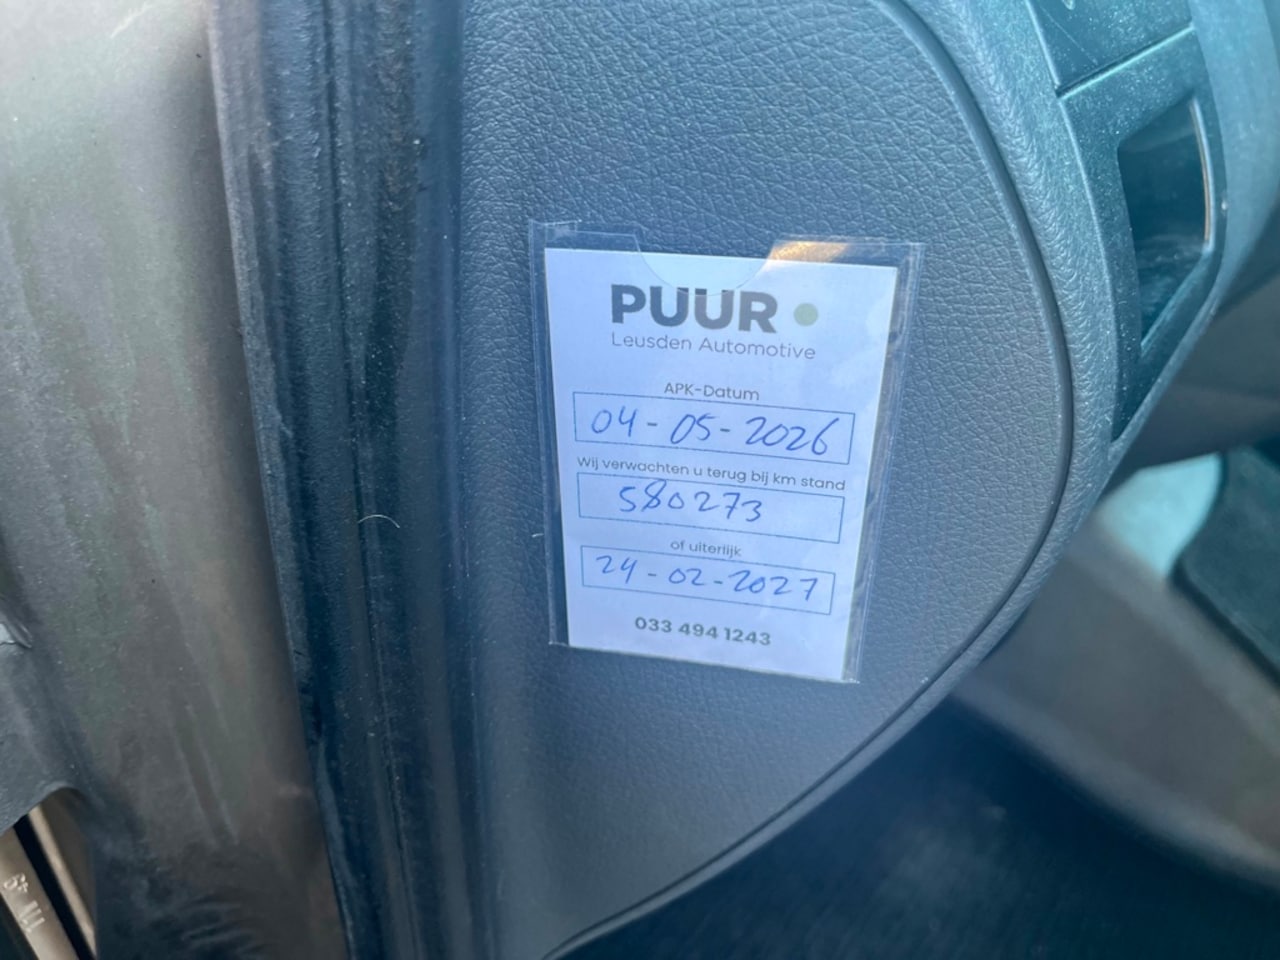 PUUR
Leusden Automotive
APK-Datum
04-05-2026
Wij verwachten u terug bij km stand
580273
of uiterlijk
24-02-2027
033 494 1243